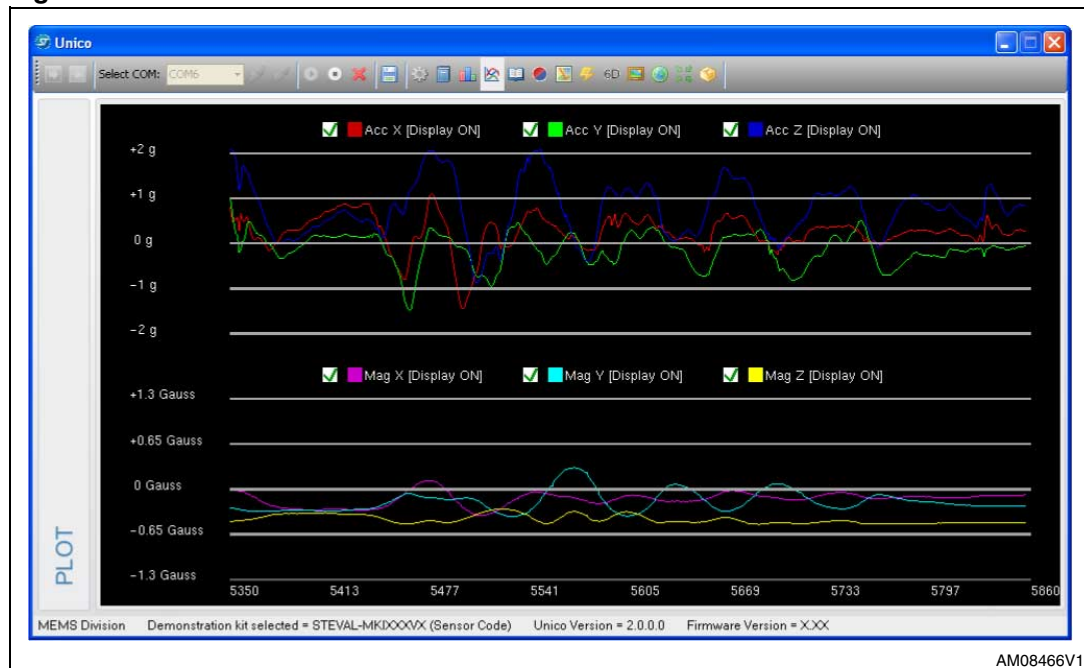 Unico
Select COM: COM6
6D
Acc X [Display ON] Acc Y [Display ON] Acc Z [Display ON]
+2 g
+1 g
0 g
-1 g
-2 g
Mag X [Display ON] Mag Y [Display ON] Mag Z [Display ON]
+1.3 Gauss
+0.65 Gauss
0 Gauss
-0.65 Gauss
-1.3 Gauss
5350 5413 5477 5541 5605 5669 5733 5797 5860
PLOT
MEMS Division Demonstration kit selected = STEVAL-MKIXXXVX (Sensor Code) Unico Version = 2.0.0.0 Firmware Version = X.XX
AM08466V1